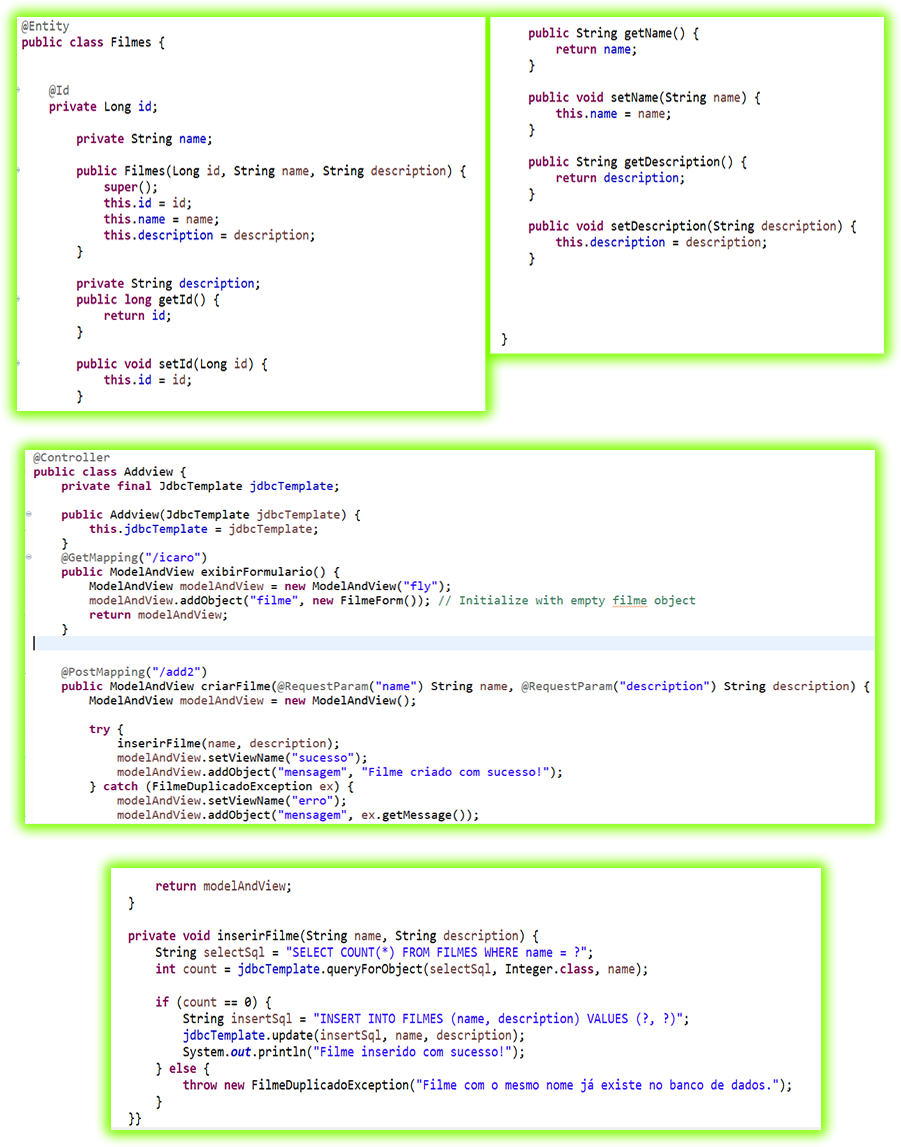 @Entity
public class Filmes {
@Id
private Long id;
private String name;
public Filmes(Long id, String name, String description) {
super();
this.id = id;
this.name = name;
this.description = description;
}
private String description;
public long getId() {
return id;
}
public void setId(Long id) {
this.id = id;
}
public String getName() {
return name;
}
public void setName(String name) {
this.name = name;
}
public String getDescription() {
return description;
}
public void setDescription(String description) {
this.description = description;
}
}
@Controller
public class Addview {
private final JdbcTemplate jdbcTemplate;
public Addview(JdbcTemplate jdbcTemplate) {
this.jdbcTemplate = jdbcTemplate;
}
@GetMapping("/icaro")
public ModelAndView exibirFormulario() {
ModelAndView modelAndView = new ModelAndView("fly");
modelAndView.addObject("filme", new FilmeForm()); // Initialize with empty filme object
return modelAndView;
}
@PostMapping("/add2")
public ModelAndView criarFilme(@RequestParam("name") String name, @RequestParam("description") String description) {
ModelAndView modelAndView = new ModelAndView();
try {
inserirFilme(name, description);
modelAndView.setViewName("sucesso");
modelAndView.addObject("mensagem", "Filme criado com sucesso!");
} catch (FilmeDuplicadoException ex) {
modelAndView.setViewName("erro");
modelAndView.addObject("mensagem", ex.getMessage());
return modelAndView;
}
private void inserirFilme(String name, String description) {
String selectSql = "SELECT COUNT(*) FROM FILMES WHERE name = ?";
int count = jdbcTemplate.queryForObject(selectSql, Integer.class, name);
if (count == 0) {
String insertSql = "INSERT INTO FILMES (name, description) VALUES (?, ?)";
jdbcTemplate.update(insertSql, name, description);
System.out.println("Filme inserido com sucesso!");
} else {
throw new FilmeDuplicadoException("Filme com o mesmo nome já existe no banco de dados.");
}
}}